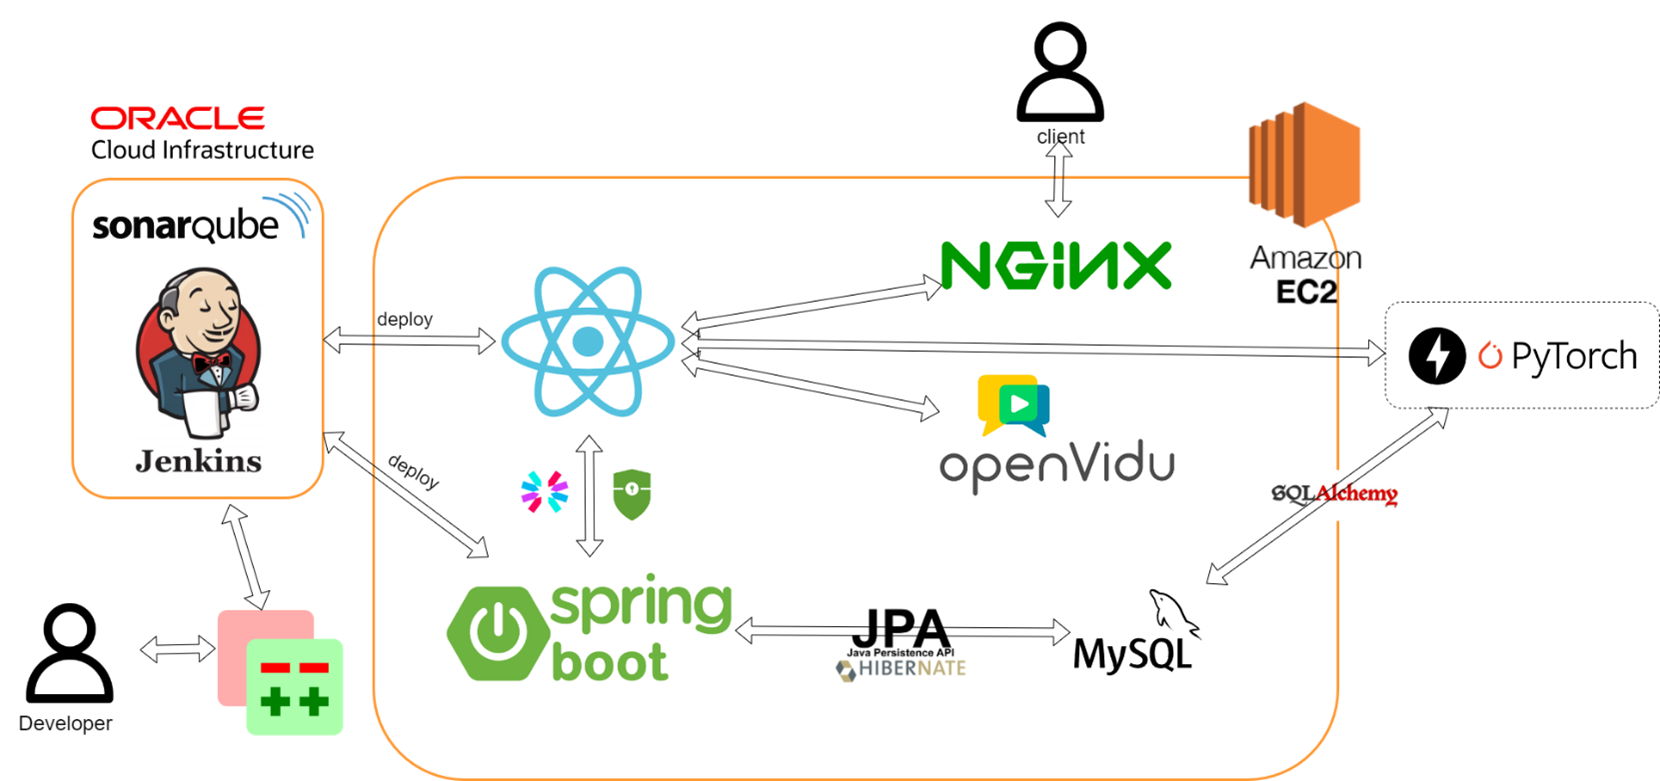 client
ORACLE
Cloud Infrastructure
sonarqube
Jenkins
deploy
deploy
NGiNX
Amazon
EC2
PyTorch
openVidu
SQLAlchemy
spring
boot
JPA
Java Persistence API
HIBERNATE
MySQL
Developer